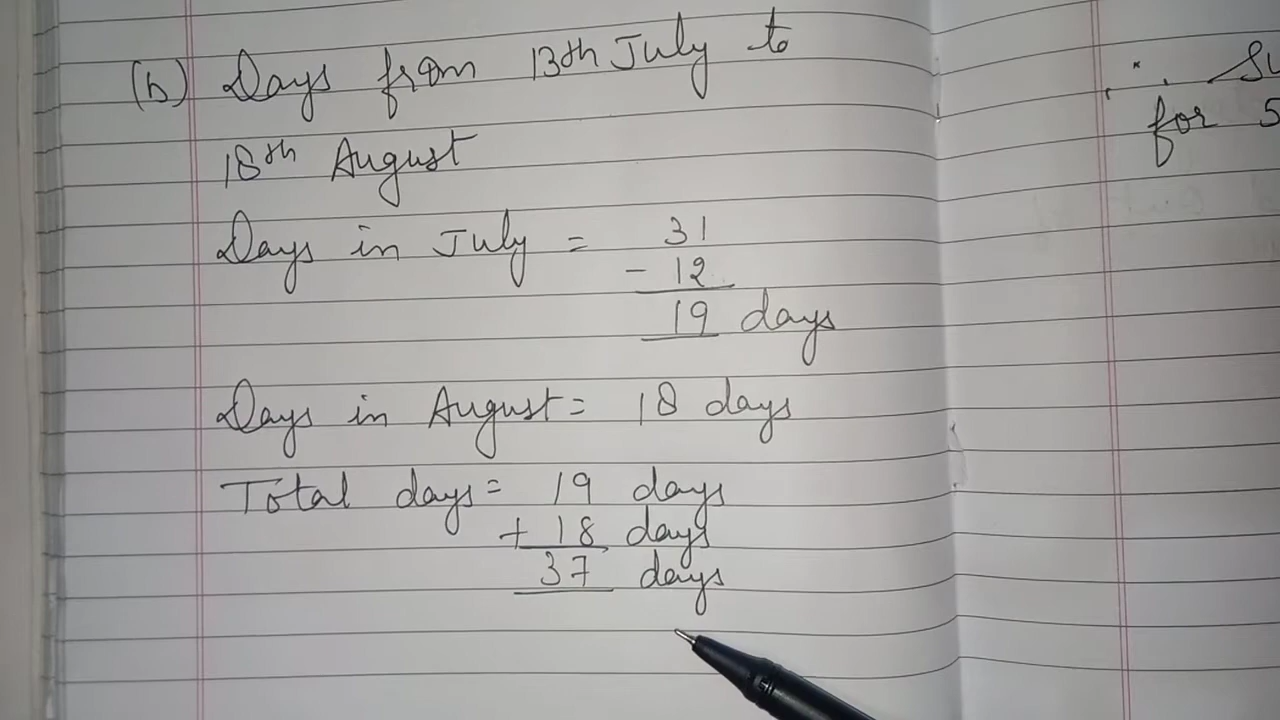 (b) Days from 13th July to
18th August
Days in July = 31
- 12
19 days
Days in August = 18 days
Total days = 19 days
+ 18 days
37 days
for 5